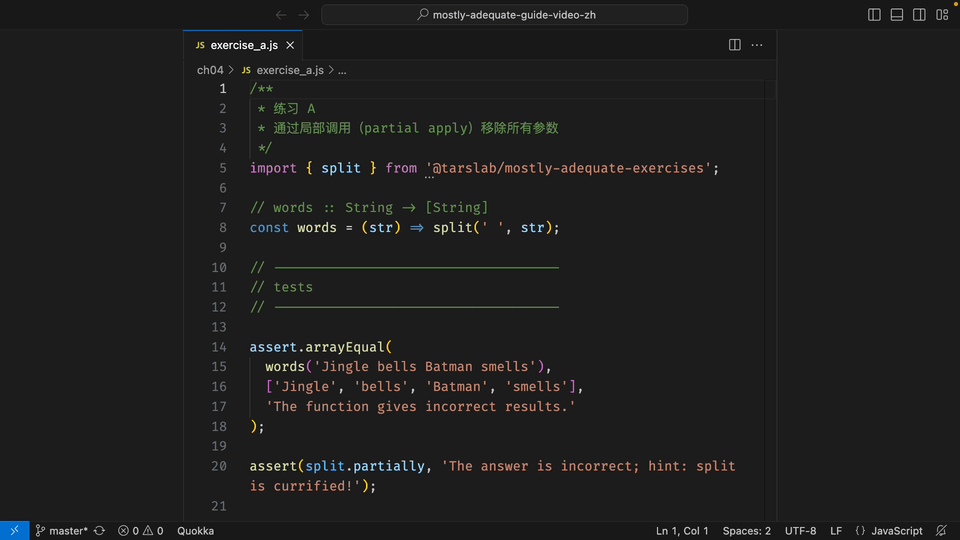 mostly-adequate-guide-video-zh
JS exercise_a.js
ch04 > JS exercise_a.js > ...
1 /**
2 * 练习 A
3 * 通过局部调用（partial apply）移除所有参数
4 */
5 import { split } from '@tarslab/mostly-adequate-exercises';
6
7 // words :: String -> [String]
8 const words = (str) => split(' ', str);
9
10 // ------------------------------------
11 // tests
12 // ------------------------------------
13
14 assert.arrayEqual(
15 words('Jingle bells Batman smells'),
16 ['Jingle', 'bells', 'Batman', 'smells'],
17 'The function gives incorrect results.'
18 );
19
20 assert(split.partially, 'The answer is incorrect; hint: split
is currified!');
21
master* 0 0 Quokka Ln 1, Col 1 Spaces: 2 UTF-8 LF {} JavaScript